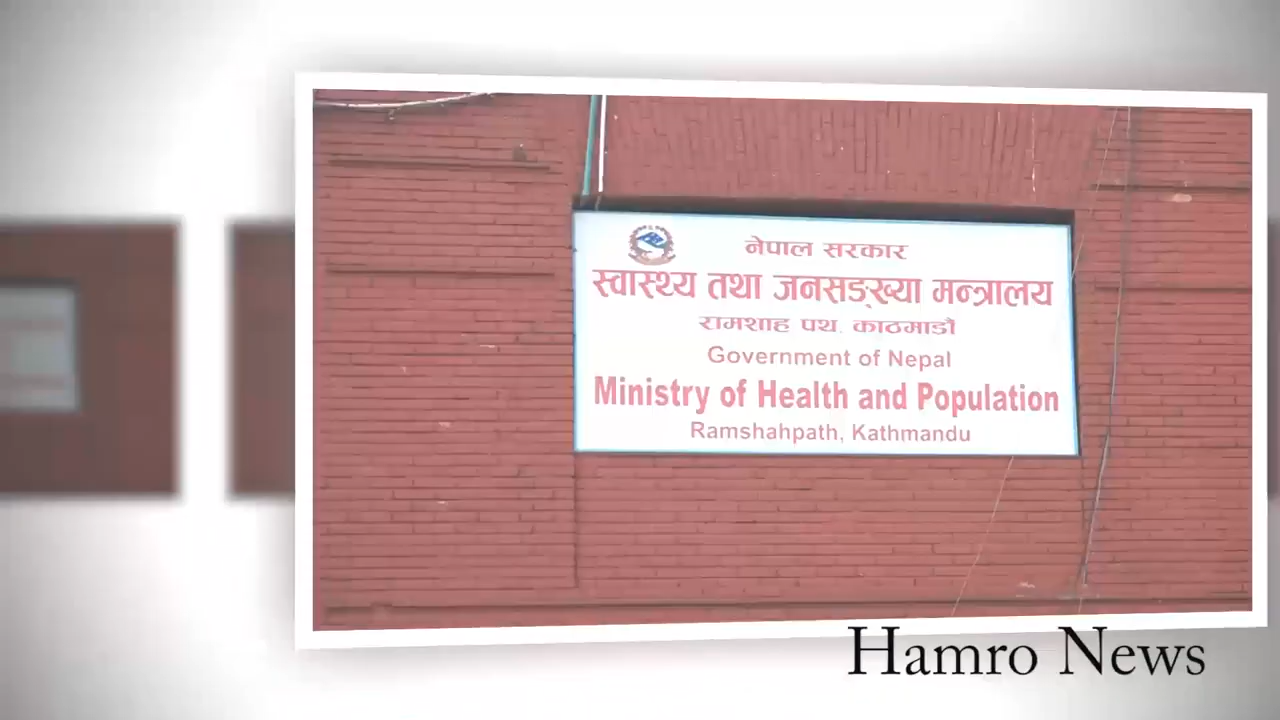 नेपाल सरकार
स्वास्थ्य तथा जनसङ्ख्या मन्त्रालय
रामशाह पथ, काठमाडौं
Government of Nepal
Ministry of Health and Population
Ramshahpath, Kathmandu
Hamro News